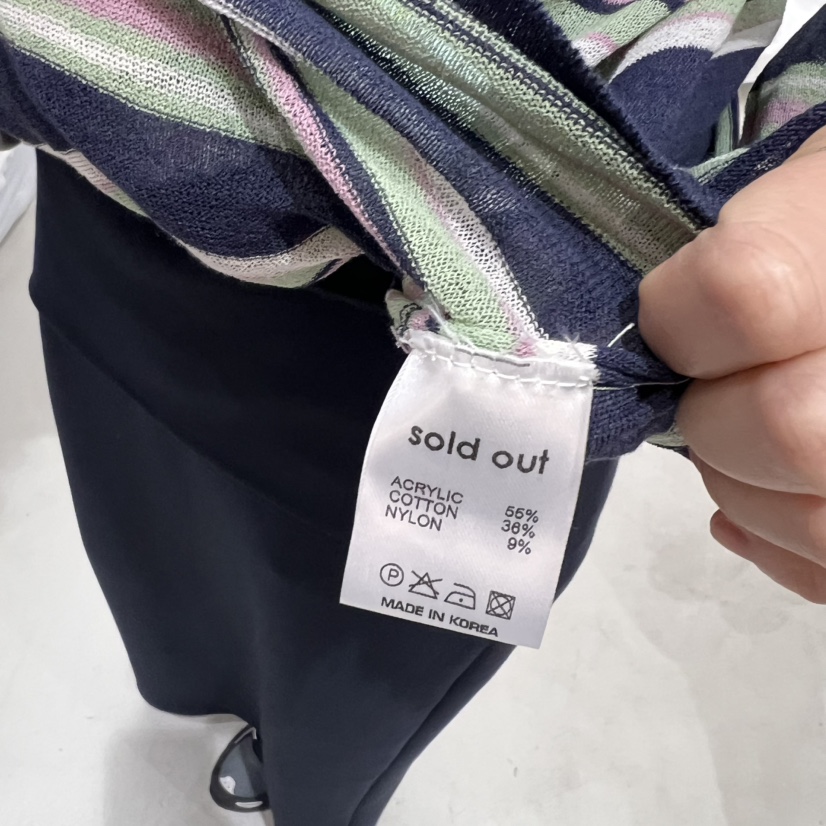 sold out
ACRYLIC 55%
COTTON 36%
NYLON 9%
P
MADE IN KOREA